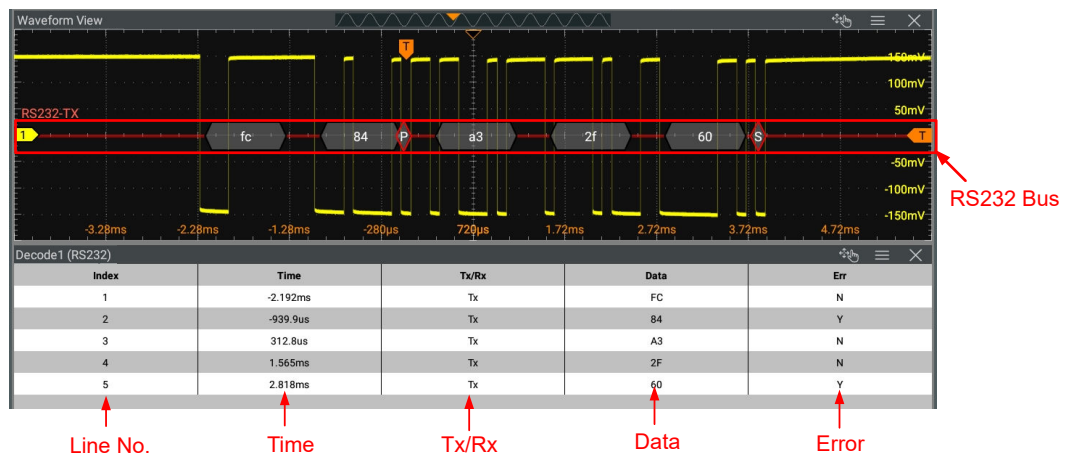 Waveform View
T
150mV
100mV
50mV
RS232-TX
1 fc 84 P a3 2f 60 S T
-50mV
RS232 Bus
-100mV
-150mV
-3.28ms -2.28ms -1.28ms -280µs 720µs 1.72ms 2.72ms 3.72ms 4.72ms
Decode1 (RS232)
Index Time Tx/Rx Data Err
1 -2.192ms Tx FC N
2 -939.9us Tx 84 Y
3 312.8us Tx A3 N
4 1.565ms Tx 2F N
5 2.818ms Tx 60 Y
Line No. Time Tx/Rx Data Error